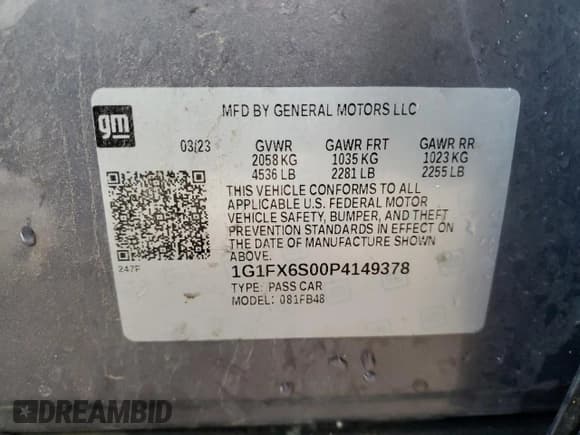 gm
MFD BY GENERAL MOTORS LLC
03/23 GVWR GAWR FRT GAWR RR
2058 KG 1035 KG 1023 KG
4536 LB 2281 LB 2255 LB
THIS VEHICLE CONFORMS TO ALL
APPLICABLE U.S. FEDERAL MOTOR
VEHICLE SAFETY, BUMPER, AND THEFT
PREVENTION STANDARDS IN EFFECT ON
THE DATE OF MANUFACTURE SHOWN
ABOVE.
247F
1G1FX6S00P4149378
TYPE: PASS CAR
MODEL: 081FB48
DREAMBID